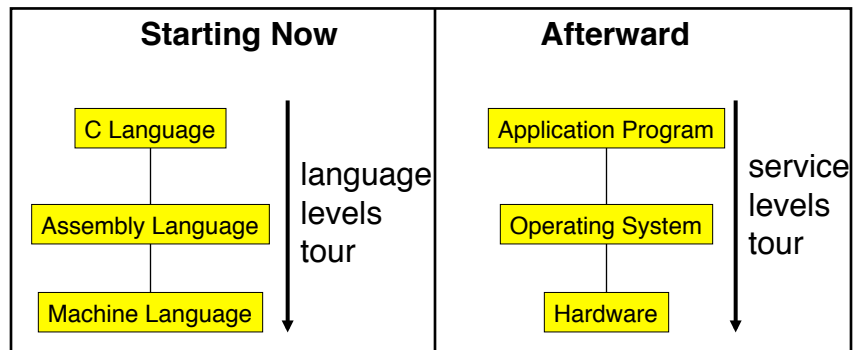 Starting Now
C Language
Assembly Language
Machine Language
language
levels
tour
Afterward
Application Program
Operating System
Hardware
service
levels
tour